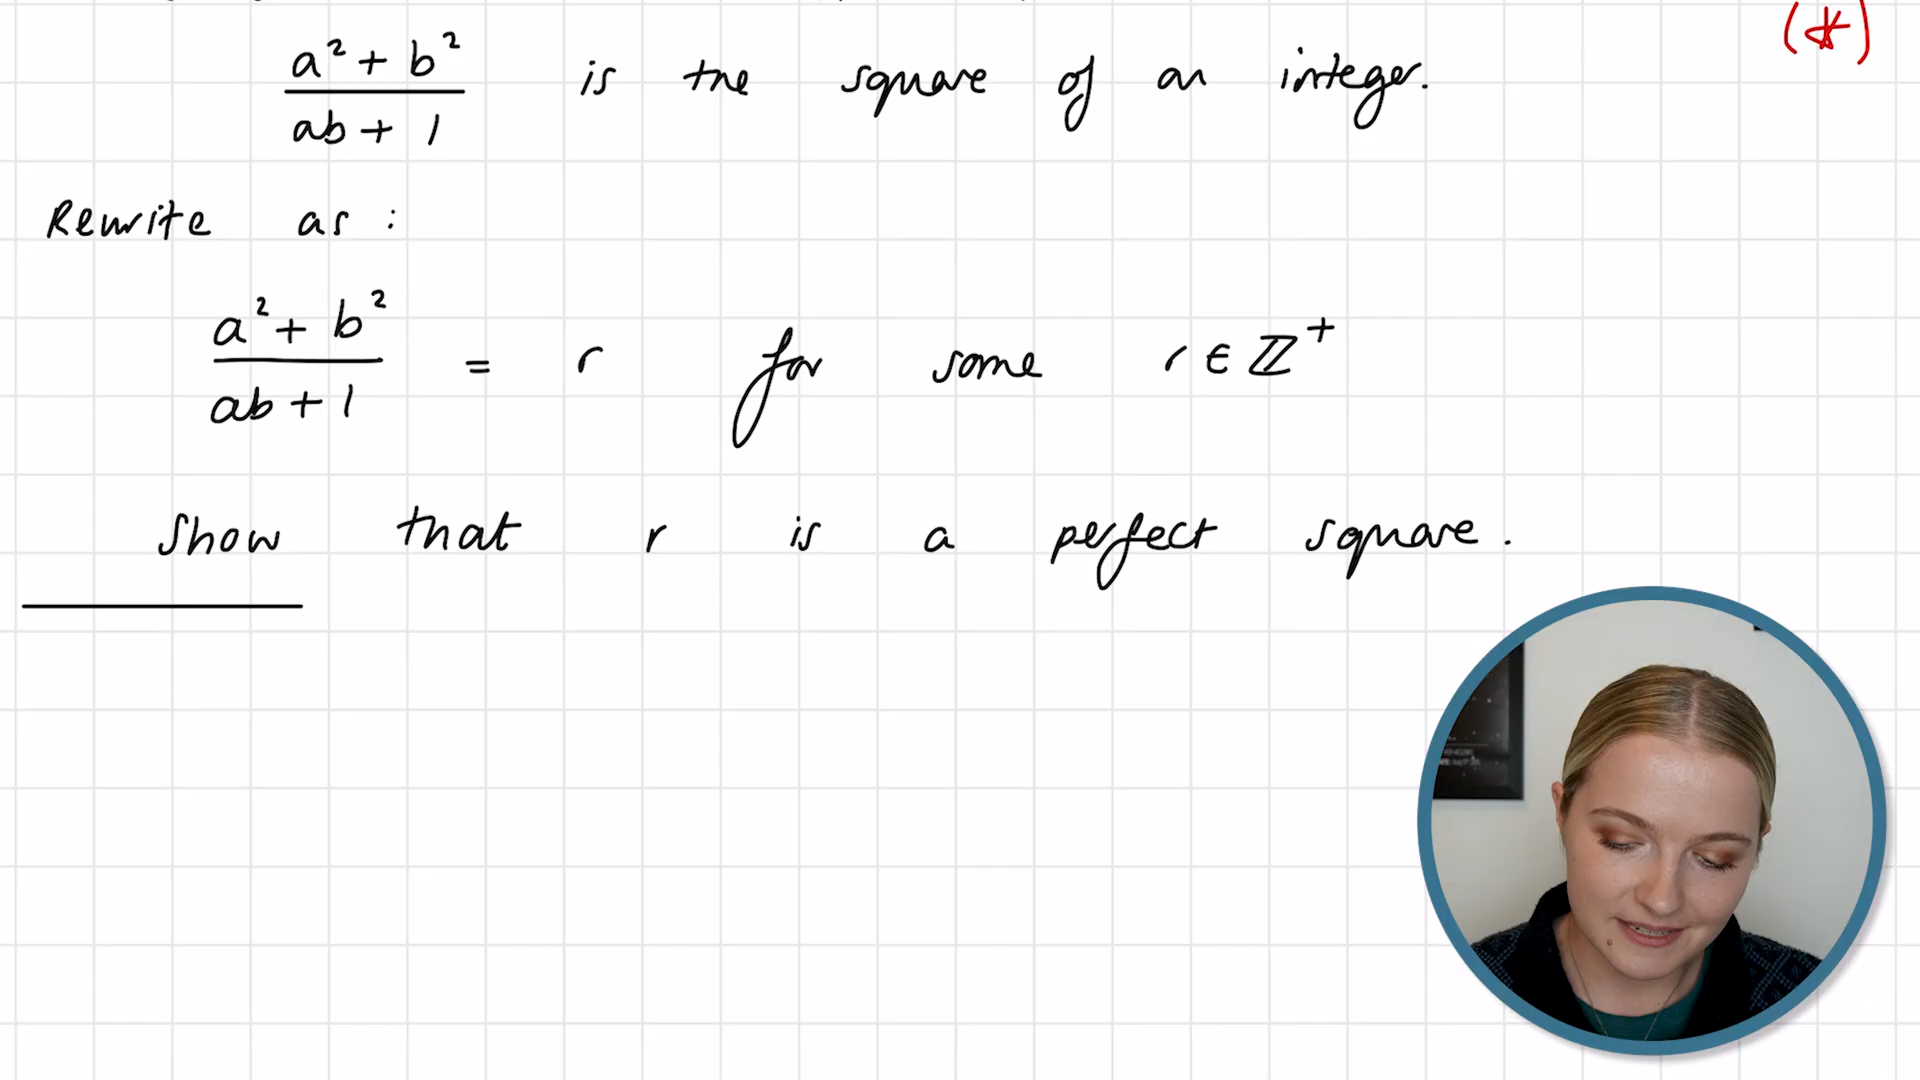 (*)
a² + b²
ab + 1
is the square of an integer.
Rewrite as:
a² + b²
ab + 1
= r for some r ∈ ℤ⁺
Show that r is a perfect square.